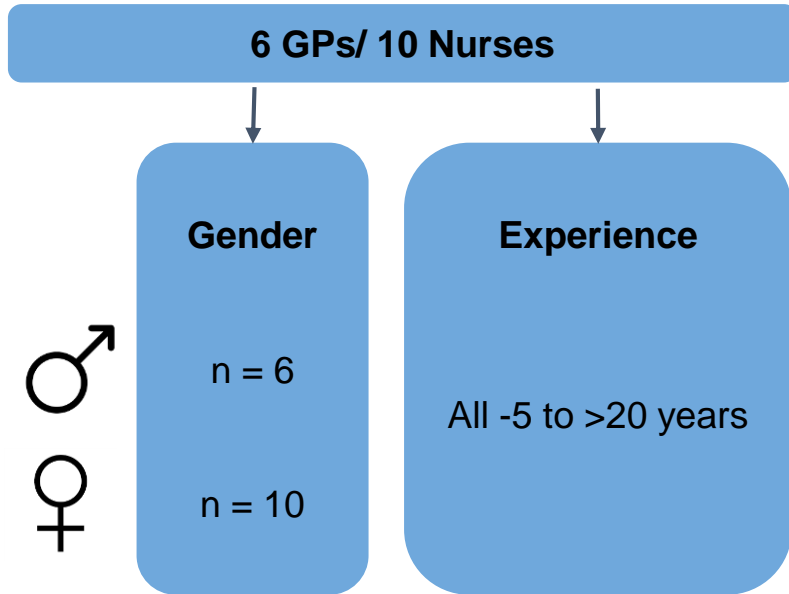 6 GPs/ 10 Nurses
Gender
Experience
n = 6
All -5 to >20 years
n = 10